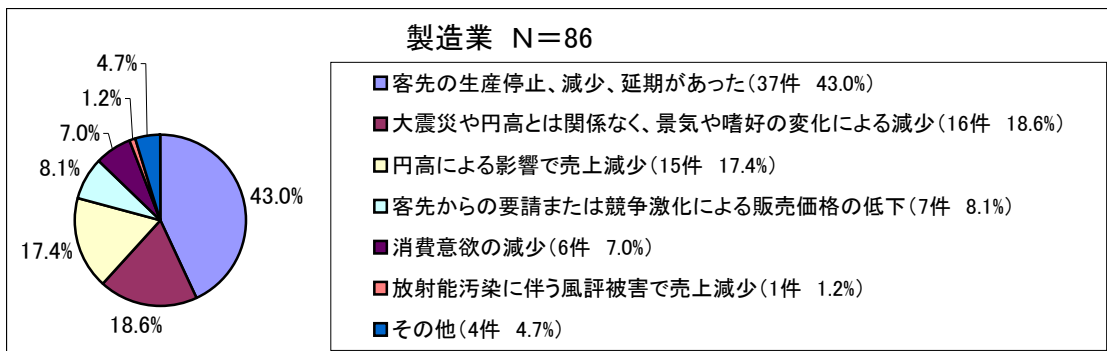 製造業 N=86
4.7%
1.2%
7.0%
8.1%
17.4%
18.6%
43.0%
客先の生産停止、減少、延期があった(37件 43.0%)
大震災や円高とは関係なく、景気や嗜好の変化による減少(16件 18.6%)
円高による影響で売上減少(15件 17.4%)
客先からの要請または競争激化による販売価格の低下(7件 8.1%)
消費意欲の減少(6件 7.0%)
放射能汚染に伴う風評被害で売上減少(1件 1.2%)
その他(4件 4.7%)